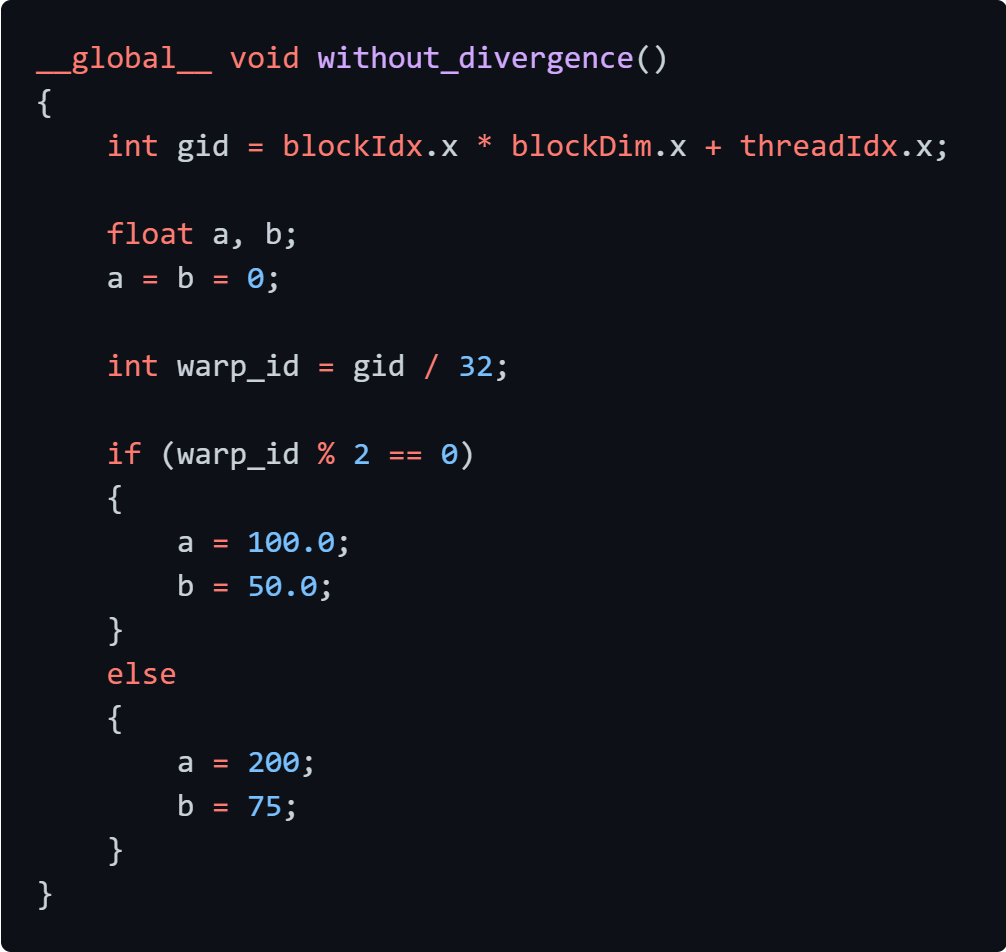 __global__ void without_divergence()
{
    int gid = blockIdx.x * blockDim.x + threadIdx.x;

    float a, b;
    a = b = 0;

    int warp_id = gid / 32;

    if (warp_id % 2 == 0)
    {
        a = 100.0;
        b = 50.0;
    }
    else
    {
        a = 200;
        b = 75;
    }
}